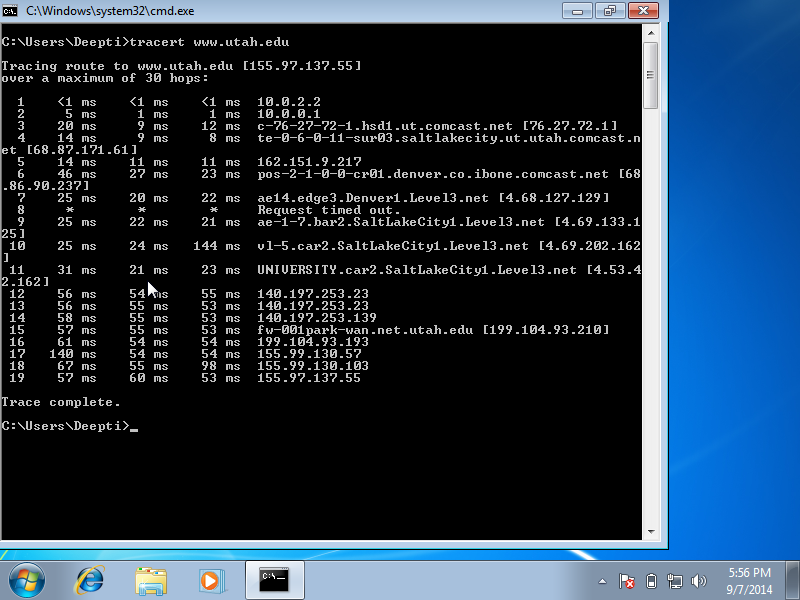 C:\Windows\system32\cmd.exe
C:\Users\Deepti>tracert www.utah.edu
Tracing route to www.utah.edu [155.97.137.55]
over a maximum of 30 hops:
1 <1 ms <1 ms <1 ms 10.0.2.2
2 5 ms 1 ms 1 ms 10.0.0.1
3 20 ms 9 ms 12 ms c-76-27-72-1.hsd1.ut.comcast.net [76.27.72.1]
4 14 ms 9 ms 8 ms te-0-6-0-11-sur03.saltlakecity.ut.utah.comcast.n
et [68.87.171.61]
5 14 ms 11 ms 11 ms 162.151.9.217
6 46 ms 27 ms 23 ms pos-2-1-0-0-cr01.denver.co.ibone.comcast.net [68
.86.90.237]
7 25 ms 20 ms 22 ms ae14.edge3.Denver1.Level3.net [4.68.127.129]
8 * * * Request timed out.
9 25 ms 22 ms 21 ms ae-1-7.bar2.SaltLakeCity1.Level3.net [4.69.133.1
25]
10 25 ms 24 ms 144 ms vl-5.car2.SaltLakeCity1.Level3.net [4.69.202.162
]
11 31 ms 21 ms 23 ms UNIVERSITY.car2.SaltLakeCity1.Level3.net [4.53.4
2.162]
12 56 ms 54 ms 55 ms 140.197.253.23
13 56 ms 55 ms 53 ms 140.197.253.23
14 58 ms 55 ms 53 ms 140.197.253.139
15 57 ms 55 ms 53 ms fw-001park-wan.net.utah.edu [199.104.93.210]
16 61 ms 54 ms 54 ms 199.104.93.193
17 140 ms 54 ms 54 ms 155.99.130.57
18 67 ms 55 ms 98 ms 155.99.130.103
19 57 ms 60 ms 53 ms 155.97.137.55
Trace complete.
C:\Users\Deepti>_
5:56 PM
9/7/2014